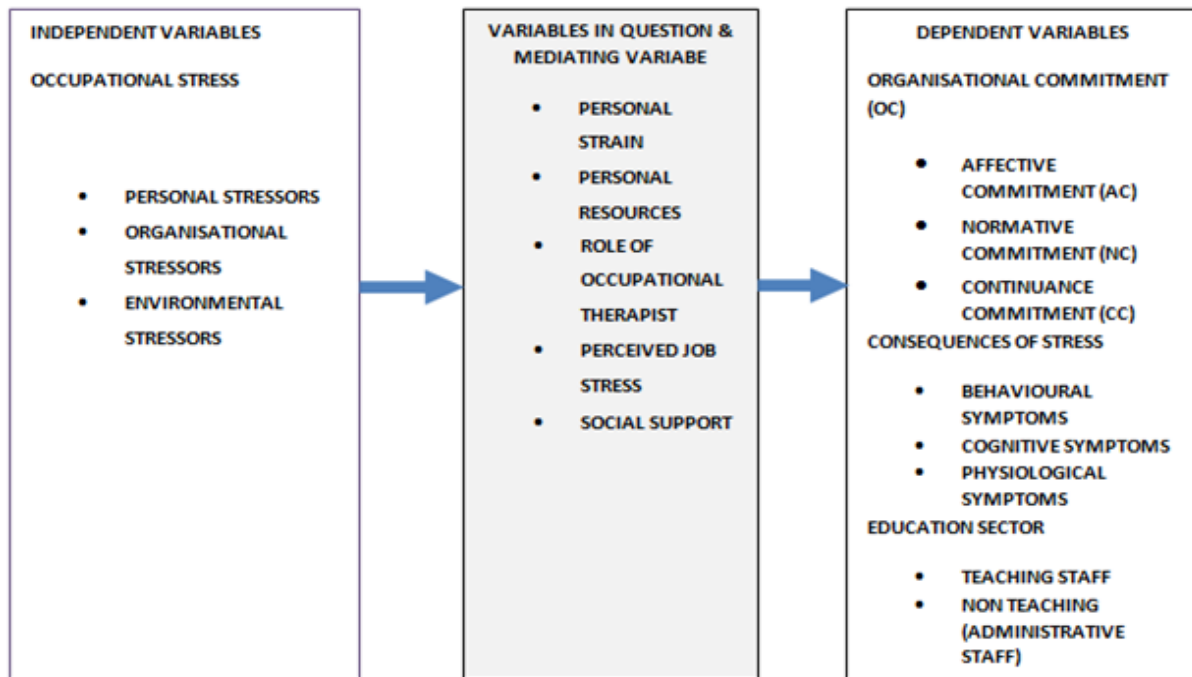 INDEPENDENT VARIABLES
OCCUPATIONAL STRESS
• PERSONAL STRESSORS
• ORGANISATIONAL
STRESSORS
• ENVIRONMENTAL
STRESSORS
VARIABLES IN QUESTION &
MEDIATING VARIABE
• PERSONAL
STRAIN
• PERSONAL
RESOURCES
• ROLE OF
OCCUPATIONAL
THERAPIST
• PERCEIVED JOB
STRESS
• SOCIAL SUPPORT
DEPENDENT VARIABLES
ORGANISATIONAL COMMITMENT
(OC)
• AFFECTIVE
COMMITMENT (AC)
• NORMATIVE
COMMITMENT (NC)
• CONTINUANCE
COMMITMENT (CC)
CONSEQUENCES OF STRESS
• BEHAVIOURAL
SYMPTOMS
• COGNITIVE SYMPTOMS
• PHYSIOLOGICAL
SYMPTOMS
EDUCATION SECTOR
• TEACHING STAFF
• NON TEACHING
(ADMINISTRATIVE
STAFF)